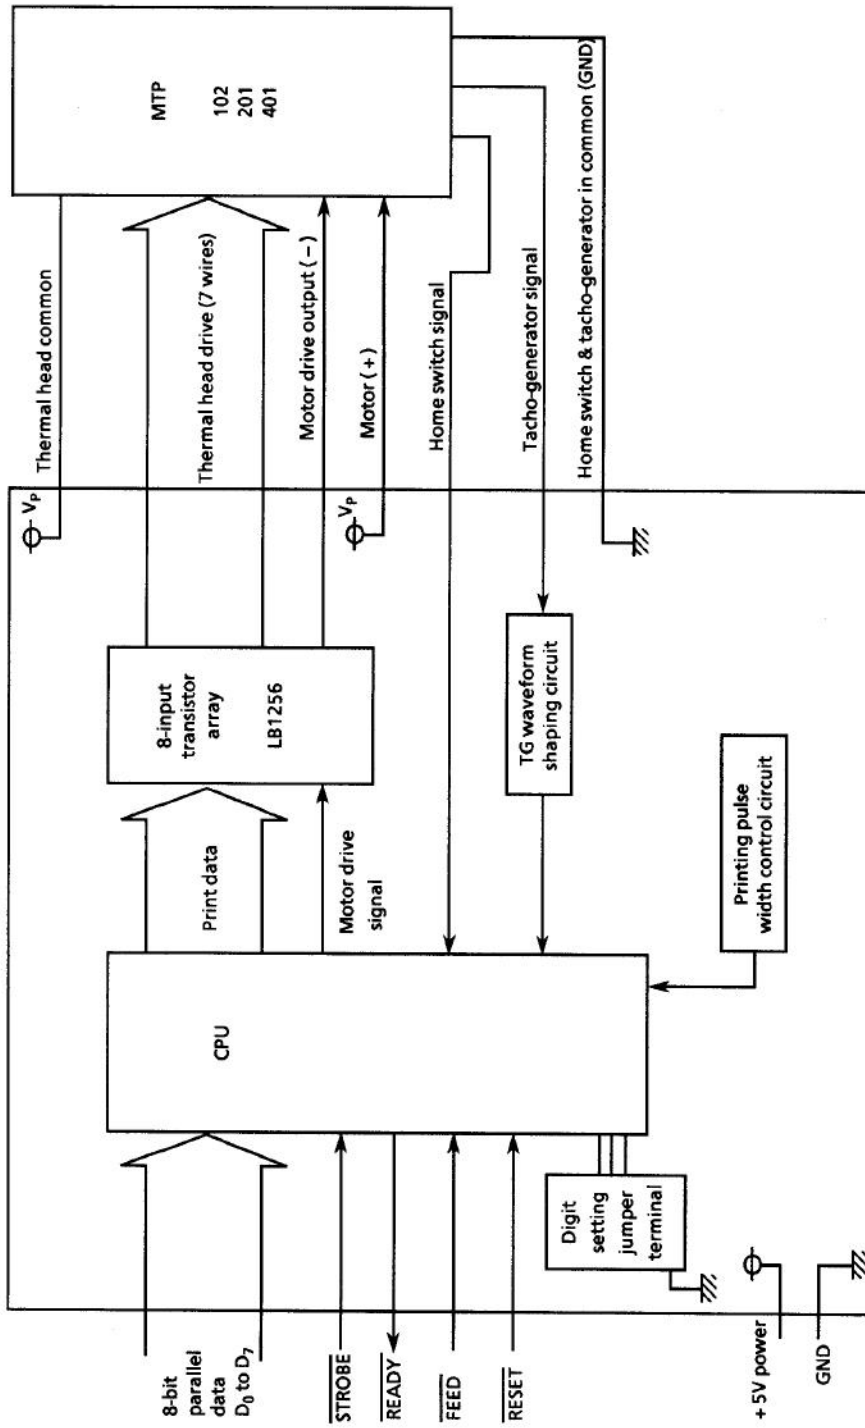 8-bit
parallel
data
D₀ to D₇
STROBE
READY
FEED
RESET
+ 5V power
GND
Digit
setting
jumper
terminal
CPU
Print data
Motor drive
signal
8-input
transistor
array
LB1256
TG waveform
shaping circuit
Printing pulse
width control circuit
Vₚ
Vₚ
Thermal head common
Thermal head drive (7 wires)
Motor drive output (−)
Motor (+)
Home switch signal
Tacho-generator signal
Home switch & tacho-generator in common (GND)
MTP
102
201
401